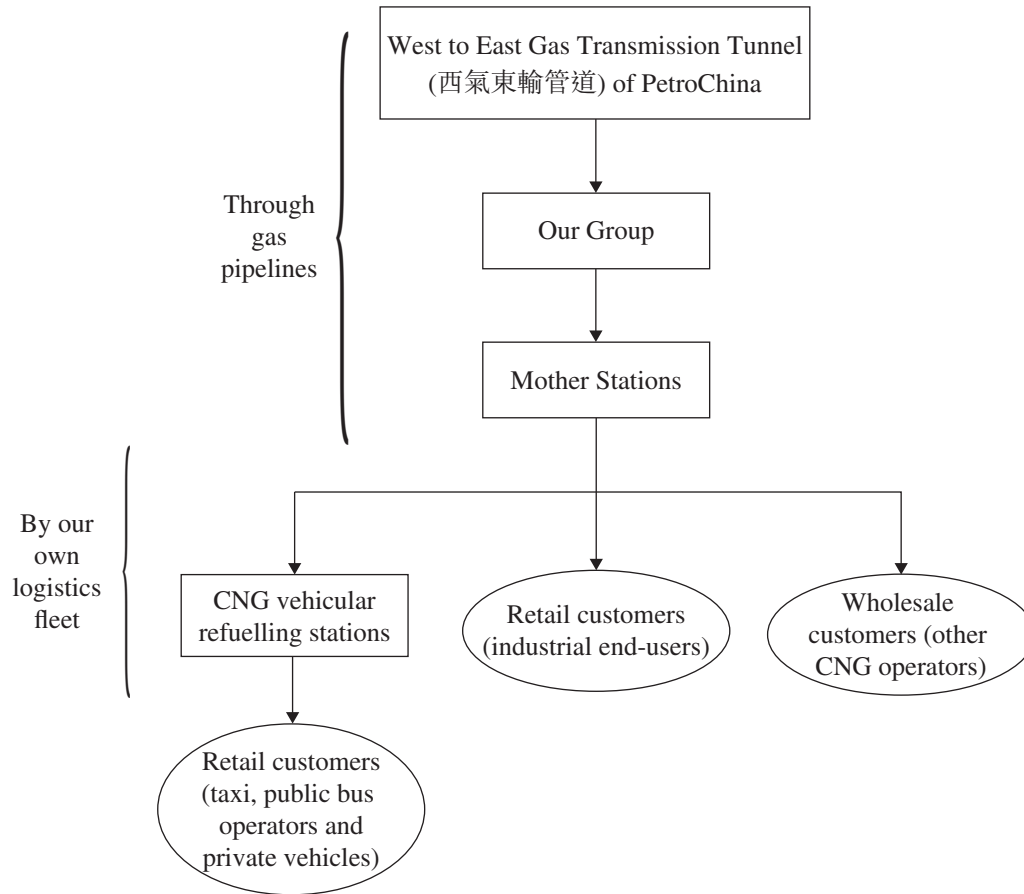 West to East Gas Transmission Tunnel
(西氣東輸管道) of PetroChina
Through
gas
pipelines
Our Group
Mother Stations
By our
own
logistics
fleet
CNG vehicular
refuelling stations
Retail customers
(industrial end-users)
Wholesale
customers (other
CNG operators)
Retail customers
(taxi, public bus
operators and
private vehicles)